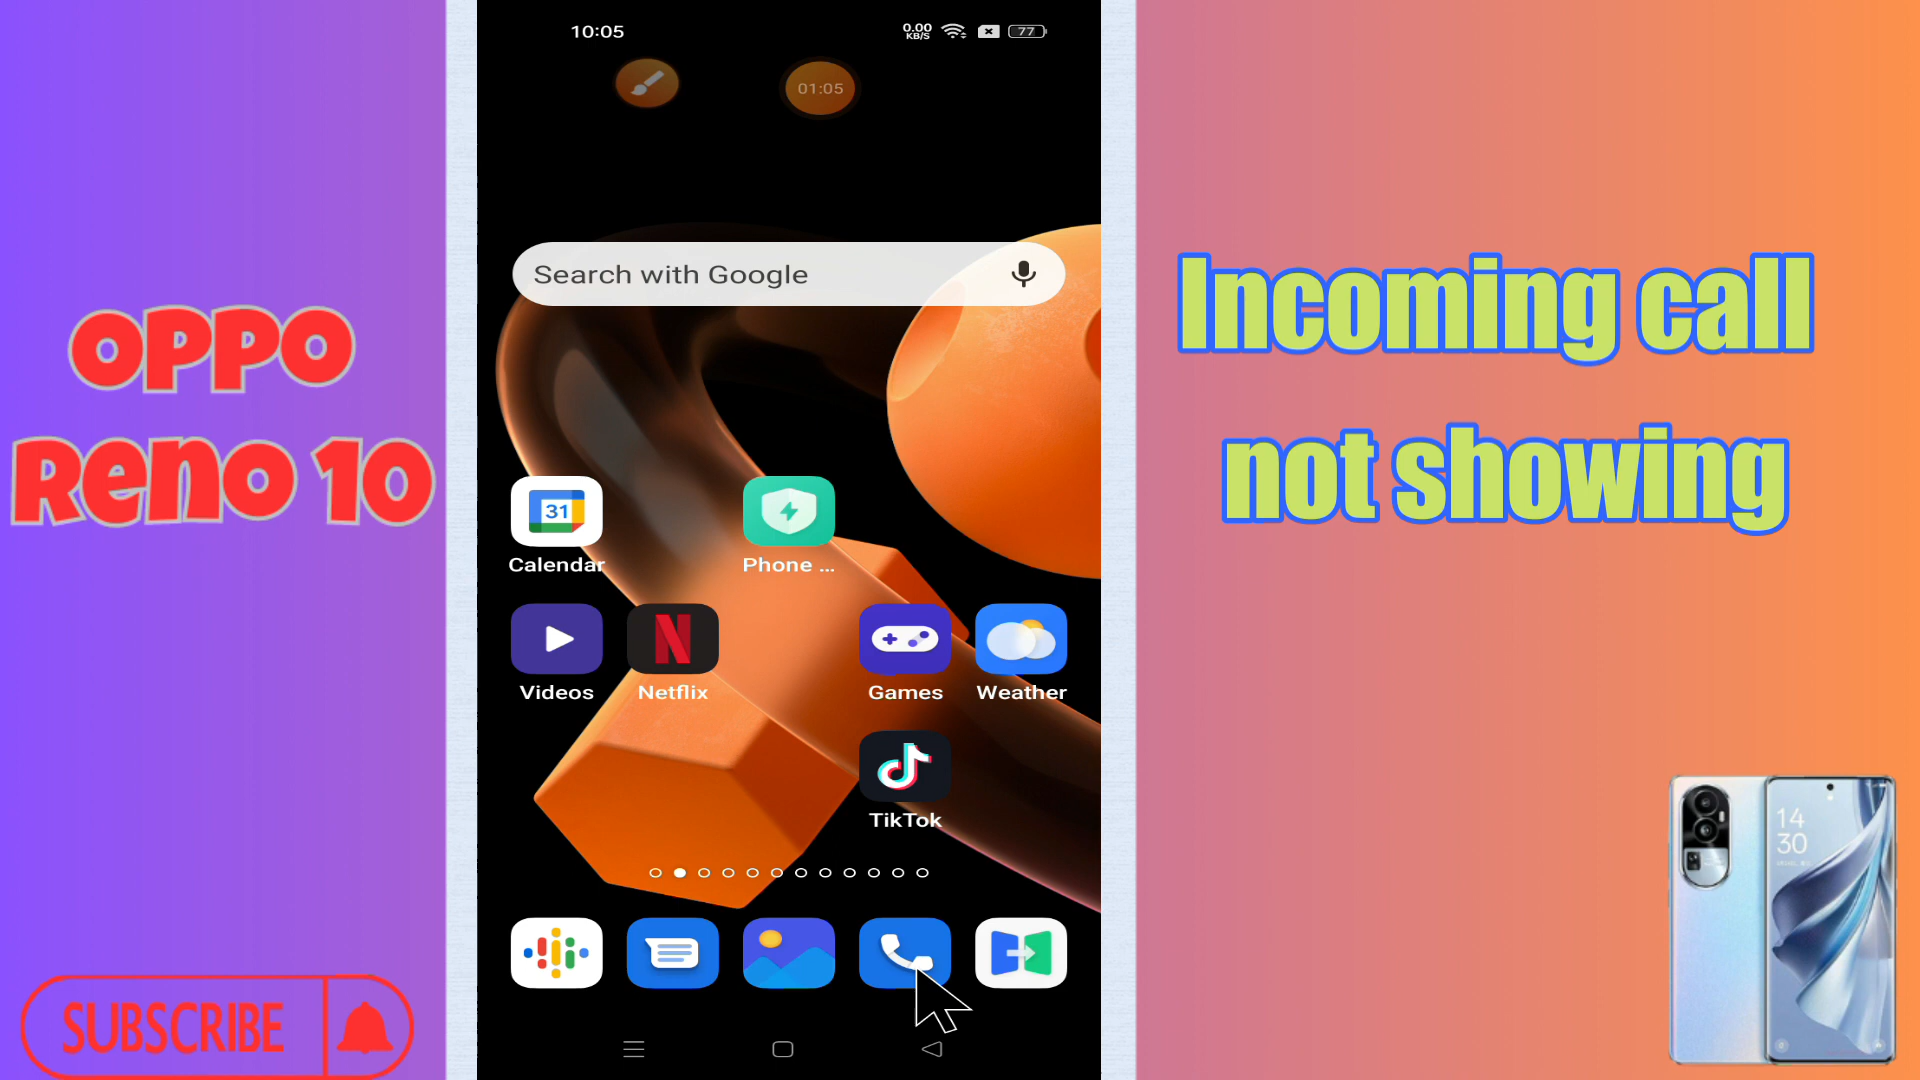 OPPO
Reno 10
SUBSCRIBE
10:05
0.00
KB/S
77
01:05
Search with Google
31
Calendar
Phone ...
Videos
Netflix
Games
Weather
TikTok
Incoming call
not showing
14
30